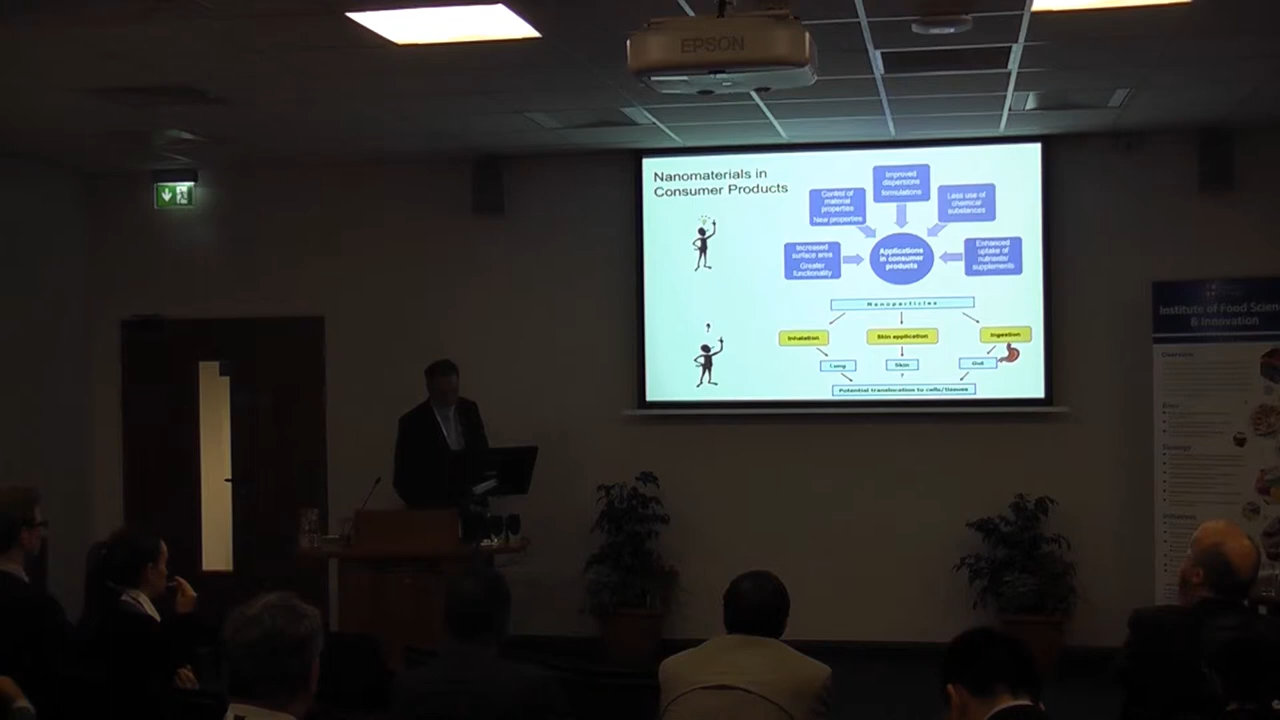 EPSON
Nanomaterials in
Consumer Products
Improved
dispersions
formulations
Control of
material
properties
New properties
Less use of
chemical
substances
Increased
surface area
Greater
functionality
Applications
in consumer
products
Enhanced
uptake of
nutrients/
supplements
Nanoparticles
Inhalation
Skin application
Ingestion
?
Lung
Skin
Gut
?
Potential translocation to cells/tissues
Institute of Food Scien
& Innovation
Overview